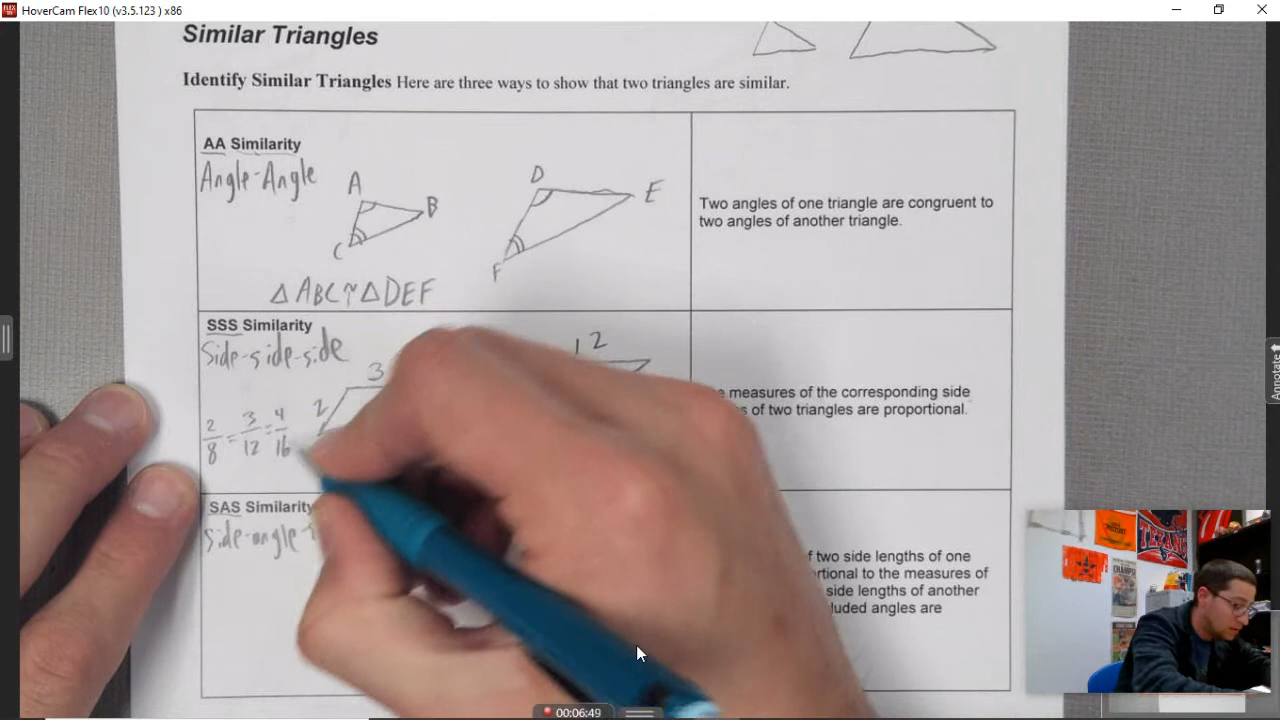 HoverCam Flex10 (v3.5.123 ) x86
Similar Triangles
Identify Similar Triangles Here are three ways to show that two triangles are similar.
AA Similarity
Angle-Angle
A
B
C
D
E
F
△ABC~△DEF
Two angles of one triangle are congruent to
two angles of another triangle.
SSS Similarity
Side-side-side
3
2
12
2/8 = 3/12 = 4/16
measures of the corresponding side
of two triangles are proportional.
SAS Similarity
side-angle-
two side lengths of one
to the measures of
side lengths of another
angles are
TEXANS
Annotate
00:06:49